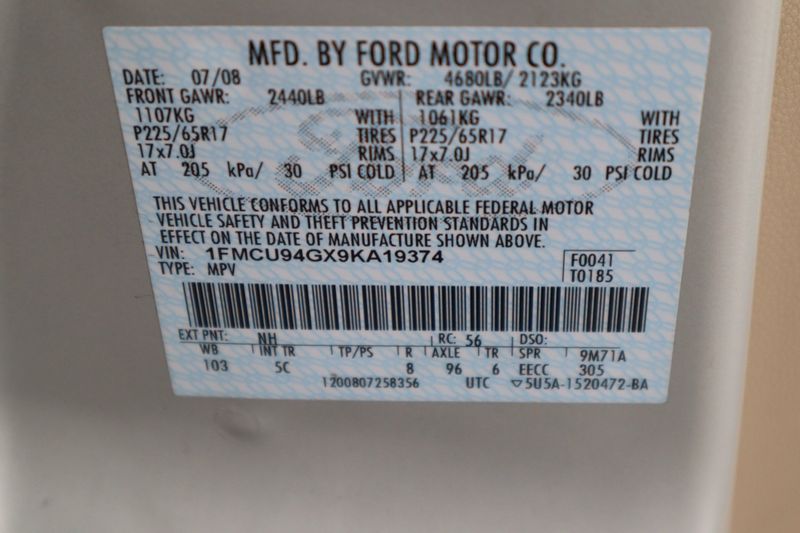 MFD. BY FORD MOTOR CO.
DATE: 07/08 GVWR: 4680LB/ 2123KG
FRONT GAWR: 2440LB REAR GAWR: 2340LB
1107KG WITH 1061KG WITH
P225/65R17 TIRES P225/65R17 TIRES
17x7.0J RIMS 17x7.0J RIMS
AT 205 kPa/ 30 PSI COLD AT 205 kPa/ 30 PSI COLD
Ford
THIS VEHICLE CONFORMS TO ALL APPLICABLE FEDERAL MOTOR
VEHICLE SAFETY AND THEFT PREVENTION STANDARDS IN
EFFECT ON THE DATE OF MANUFACTURE SHOWN ABOVE.
VIN: 1FMCU94GX9KA19374 F0041
TYPE: MPV T0185
EXT PNT: NH RC: 56 DSO:
WB INT TR TP/PS R AXLE TR SPR 9M71A
103 5C 8 96 6 EECC 305
1200807258356 UTC ▽5U5A-1520472-BA